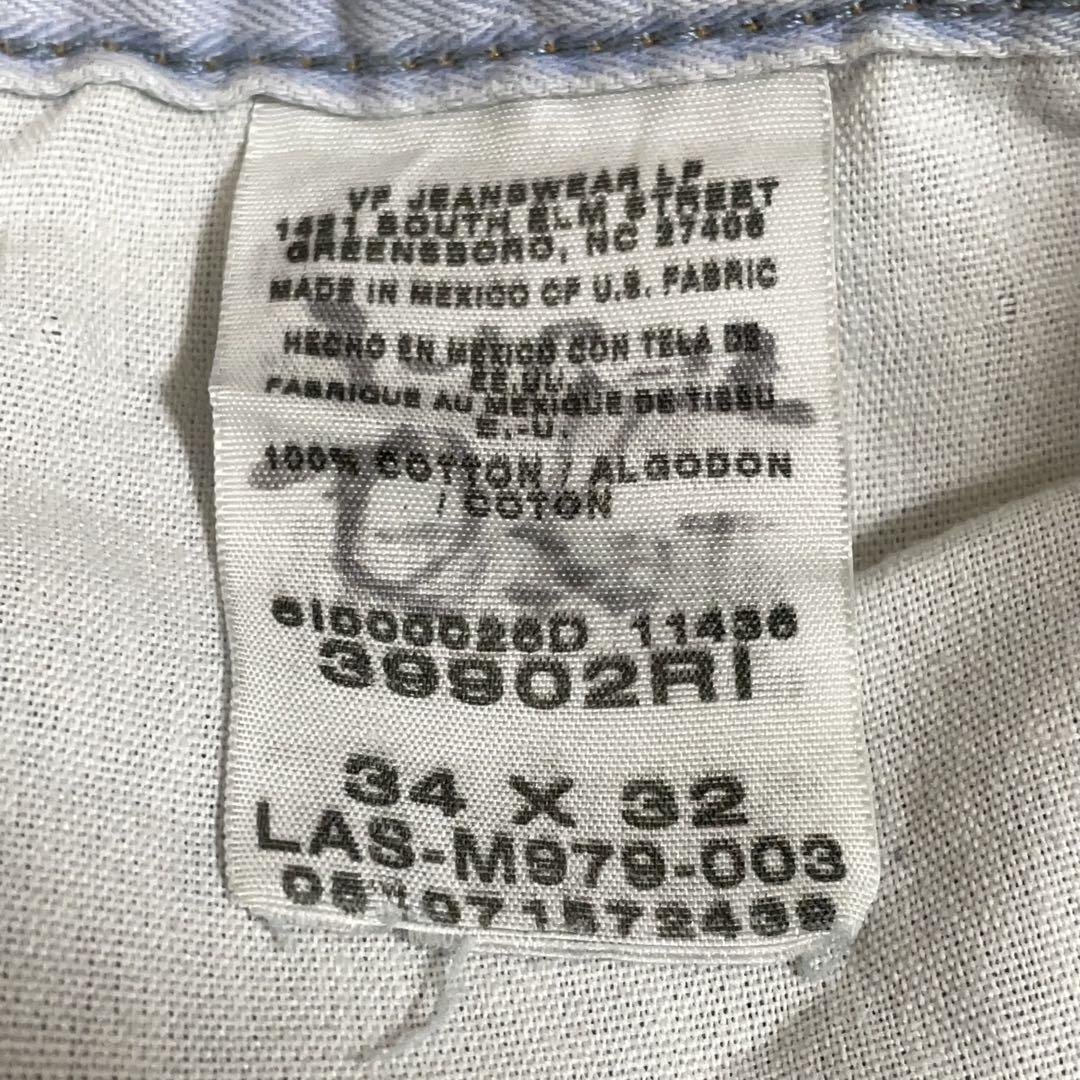 VF JEANSWEAR LP
1421 SOUTH ELM STREET
GREENSBORO, NC 27406
MADE IN MEXICO OF U.S. FABRIC
HECHO EN MEXICO CON TELA DE
EE.UU.
FABRIQUE AU MEXIQUE DE TISSU
E.-U.
100% COTTON / ALGODON
/ COTON
11436
39902RI
34 X 32
LAS-M979-003